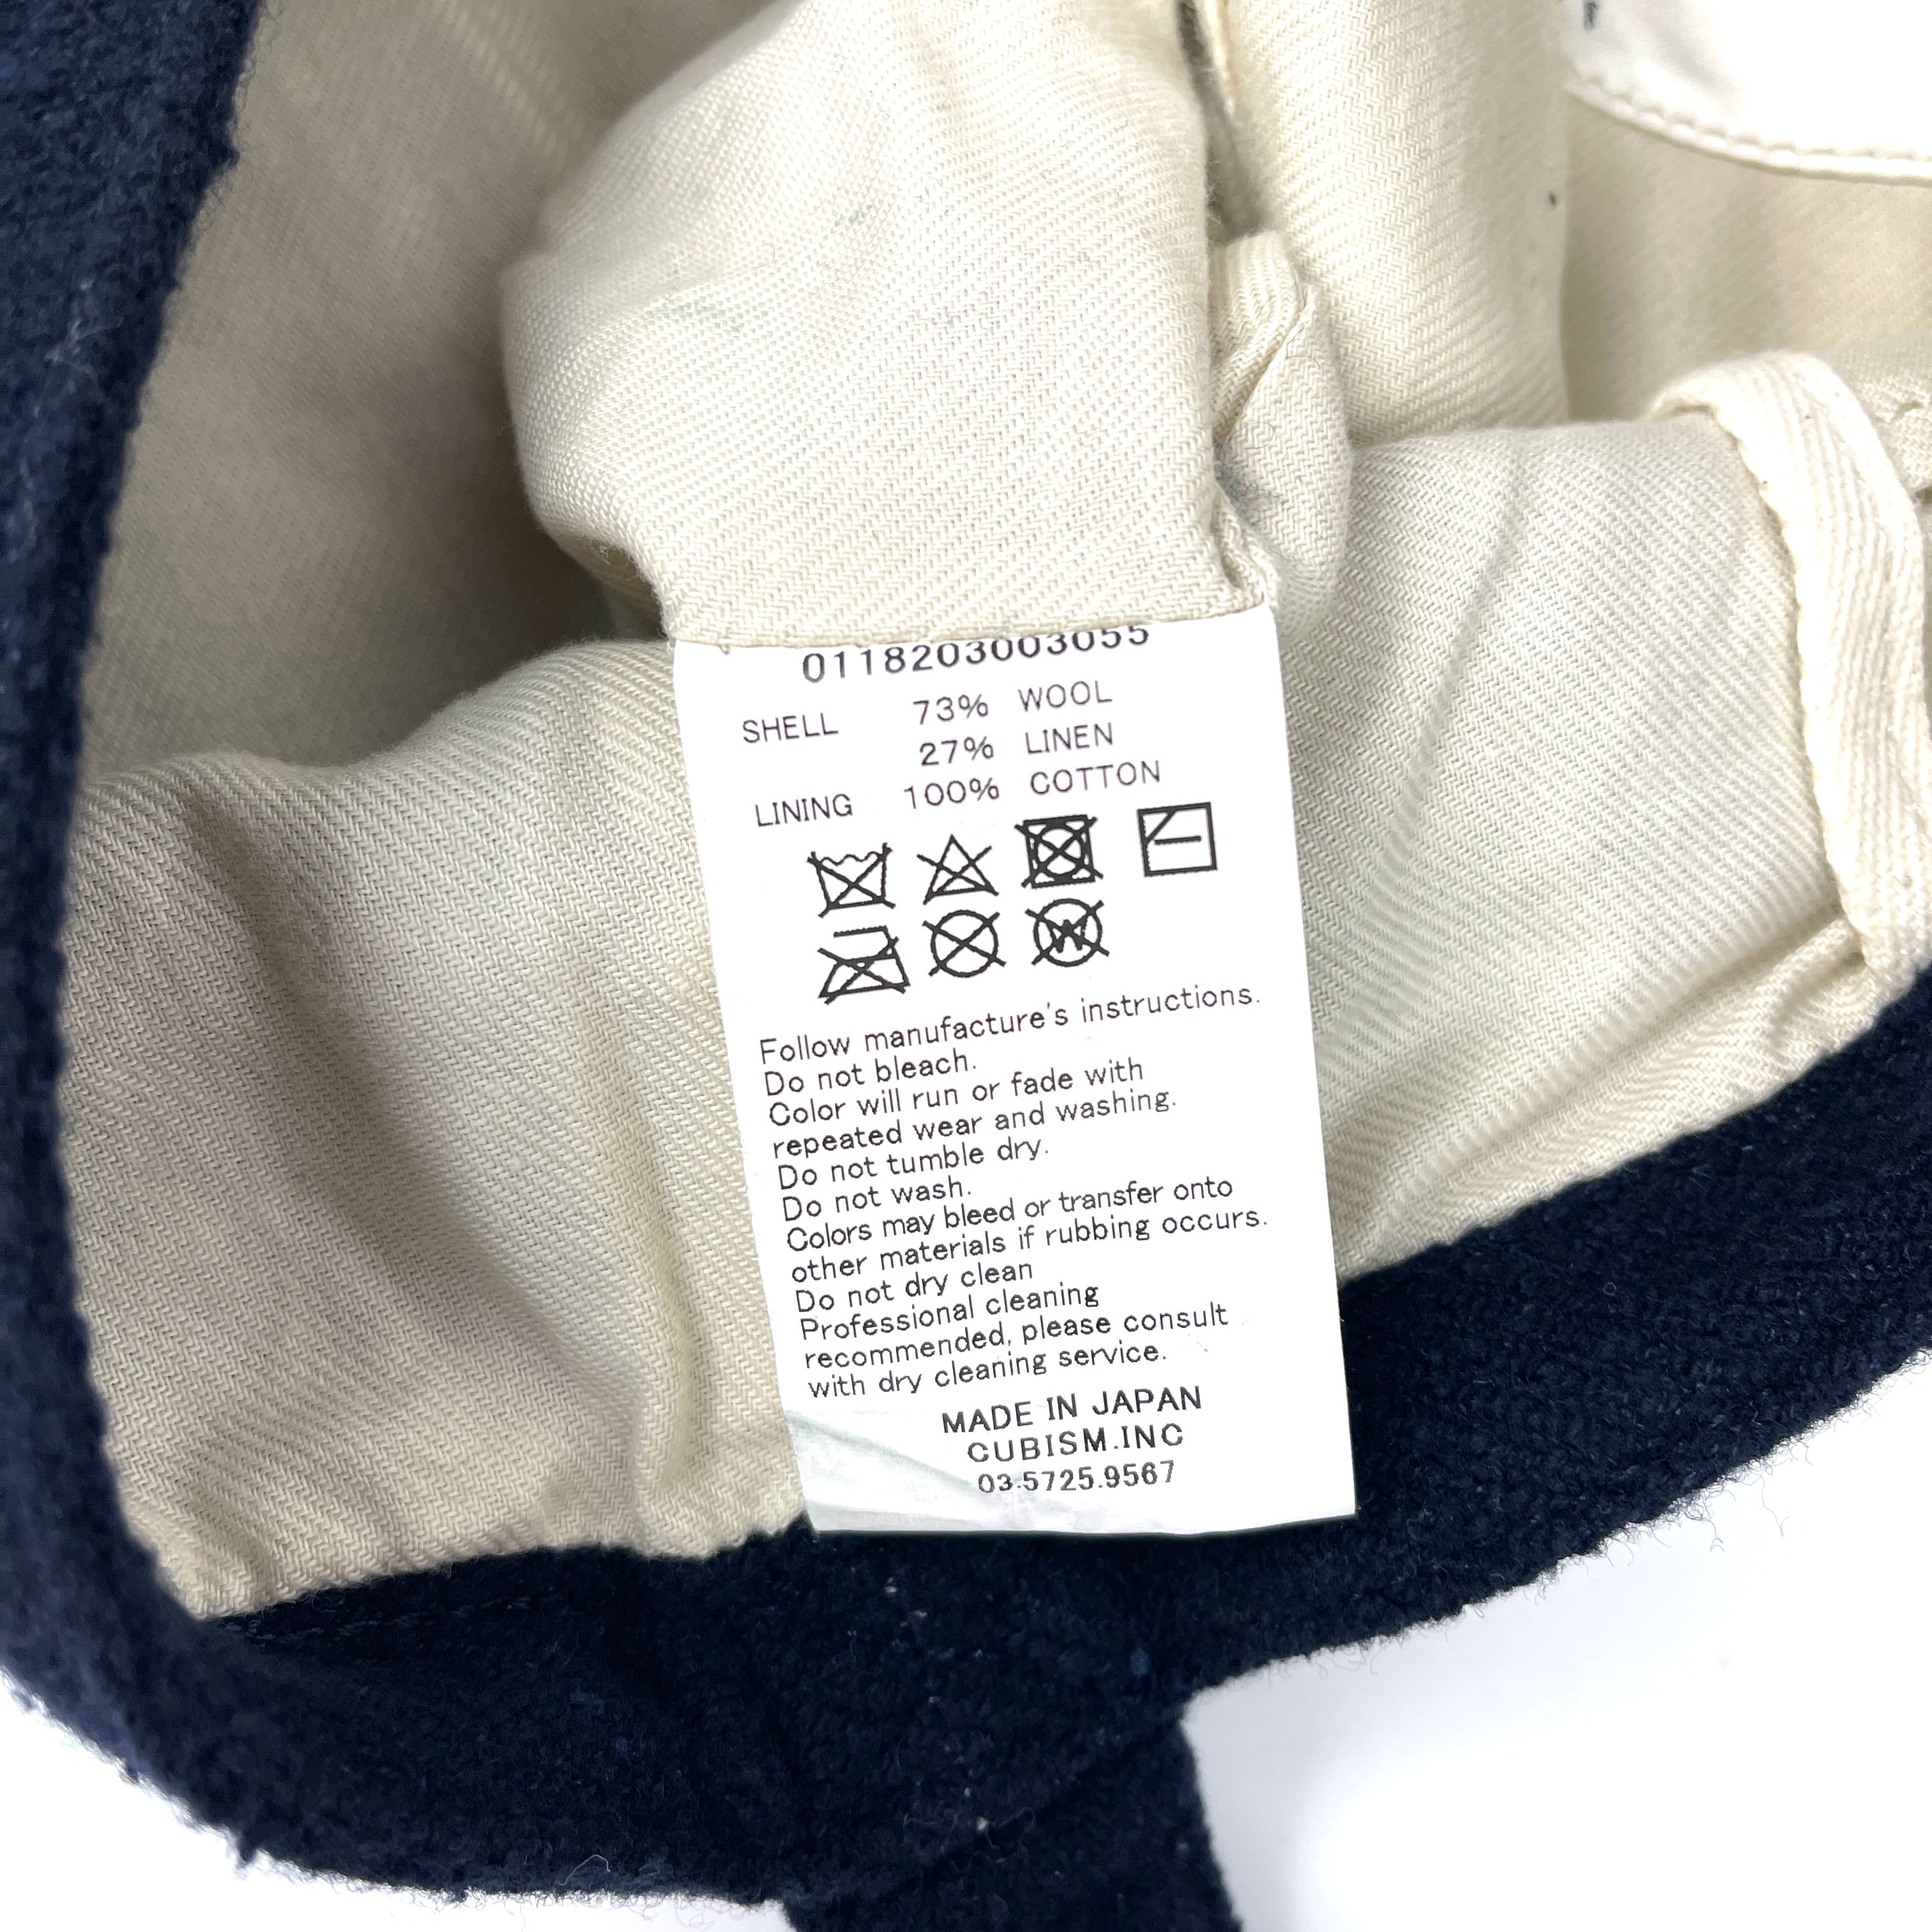 0118203003055
SHELL 73% WOOL
27% LINEN
LINING 100% COTTON
W
Follow manufacture's instructions.
Do not bleach.
Color will run or fade with
repeated wear and washing.
Do not tumble dry.
Do not wash.
Colors may bleed or transfer onto
other materials if rubbing occurs.
Do not dry clean
Professional cleaning
recommended, please consult
with dry cleaning service.
MADE IN JAPAN
CUBISM.INC
03.5725.9567